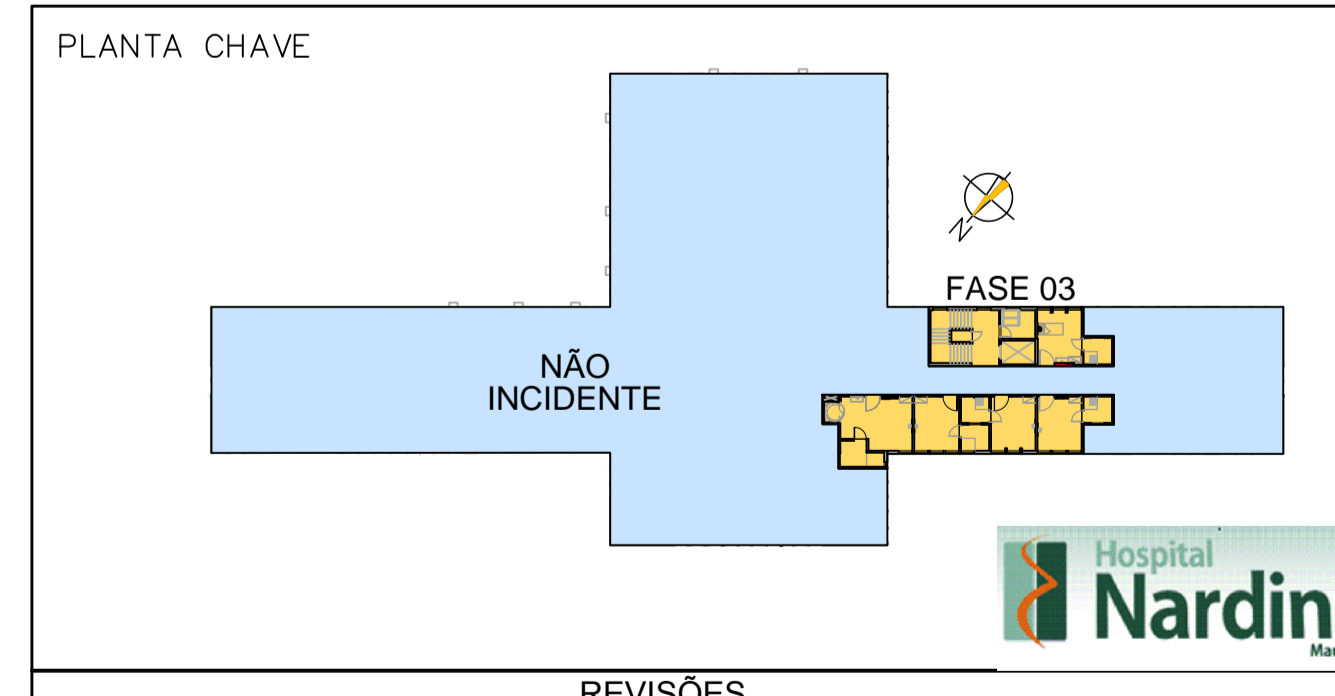 PLANTA CHAVE
N
FASE 03
NÃO
INCIDENTE
Hospital
Nardin
REVISÕES